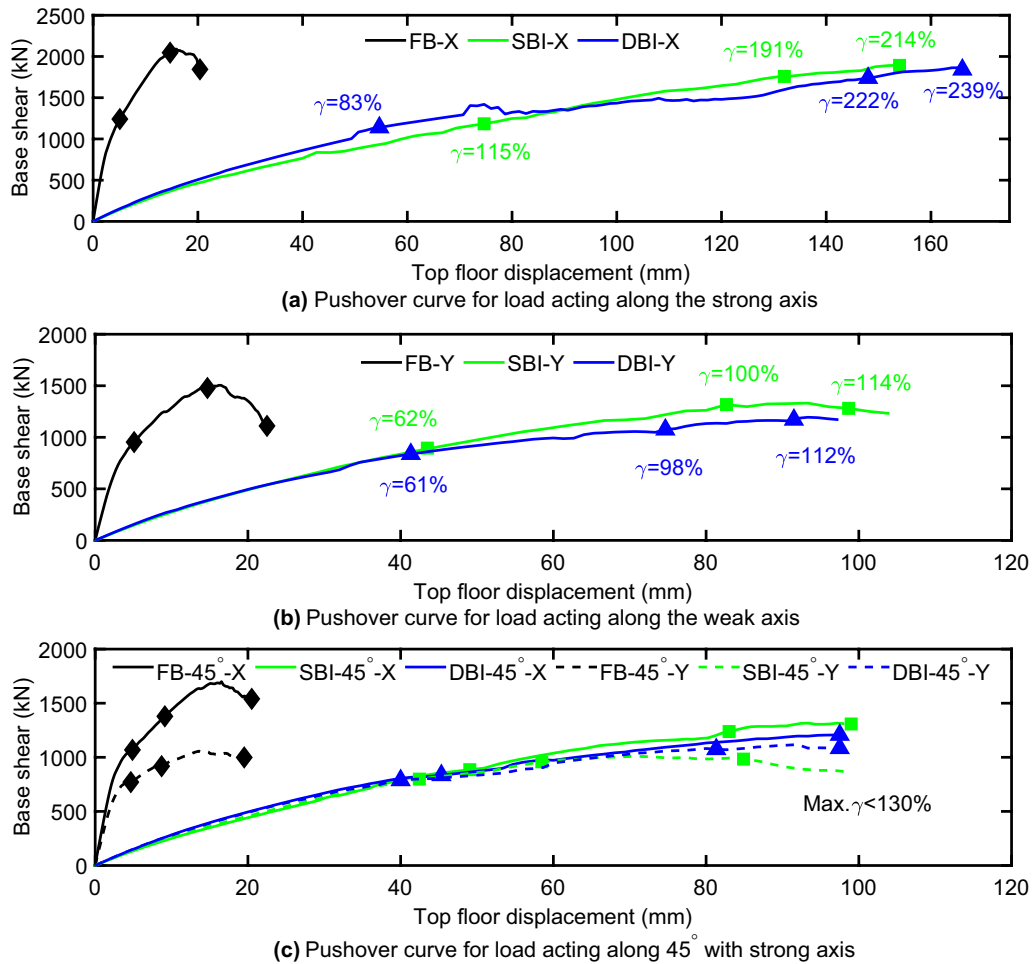 2500
2000
1500
1000
500
0
Base shear (kN)
FB-X SBI-X DBI-X
γ=191% γ=214%
γ=83%
γ=115%
γ=222% γ=239%
0 20 40 60 80 100 120 140 160
Top floor displacement (mm)
(a) Pushover curve for load acting along the strong axis
2000
1500
1000
500
0
Base shear (kN)
FB-Y SBI-Y DBI-Y
γ=100% γ=114%
γ=62%
γ=61%
γ=98% γ=112%
0 20 40 60 80 100 120
Top floor displacement (mm)
(b) Pushover curve for load acting along the weak axis
2000
1500
1000
500
0
Base shear (kN)
FB-45°-X SBI-45°-X DBI-45°-X FB-45°-Y SBI-45°-Y DBI-45°-Y
Max.γ<130%
0 20 40 60 80 100 120
Top floor displacement (mm)
(c) Pushover curve for load acting along 45° with strong axis